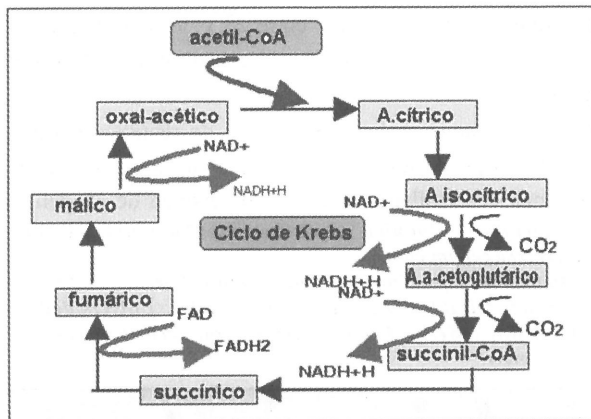 acetil-CoA
oxal-acético
A.cítrico
NAD+
NADH+H
málico
A.isocítrico
NAD+
Ciclo de Krebs
CO2
NADH+H
A.a-cetoglutárico
NAD+
fumárico
FAD
CO2
FADH2
NADH+H
succinil-CoA
succínico